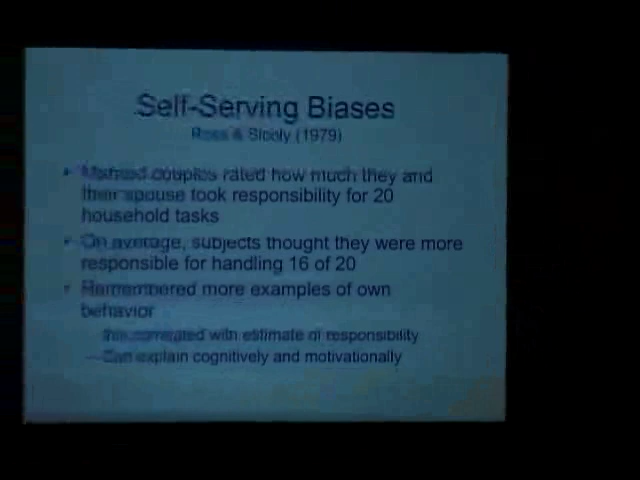 Self-Serving Biases
Ross & Sicoly (1979)
Married couples rated how much they and
their spouse took responsibility for 20
household tasks
On average, subjects thought they were more
responsible for handling 16 of 20
Remembered more examples of own
behavior
this correlated with estimate of responsibility
– Can explain cognitively and motivationally